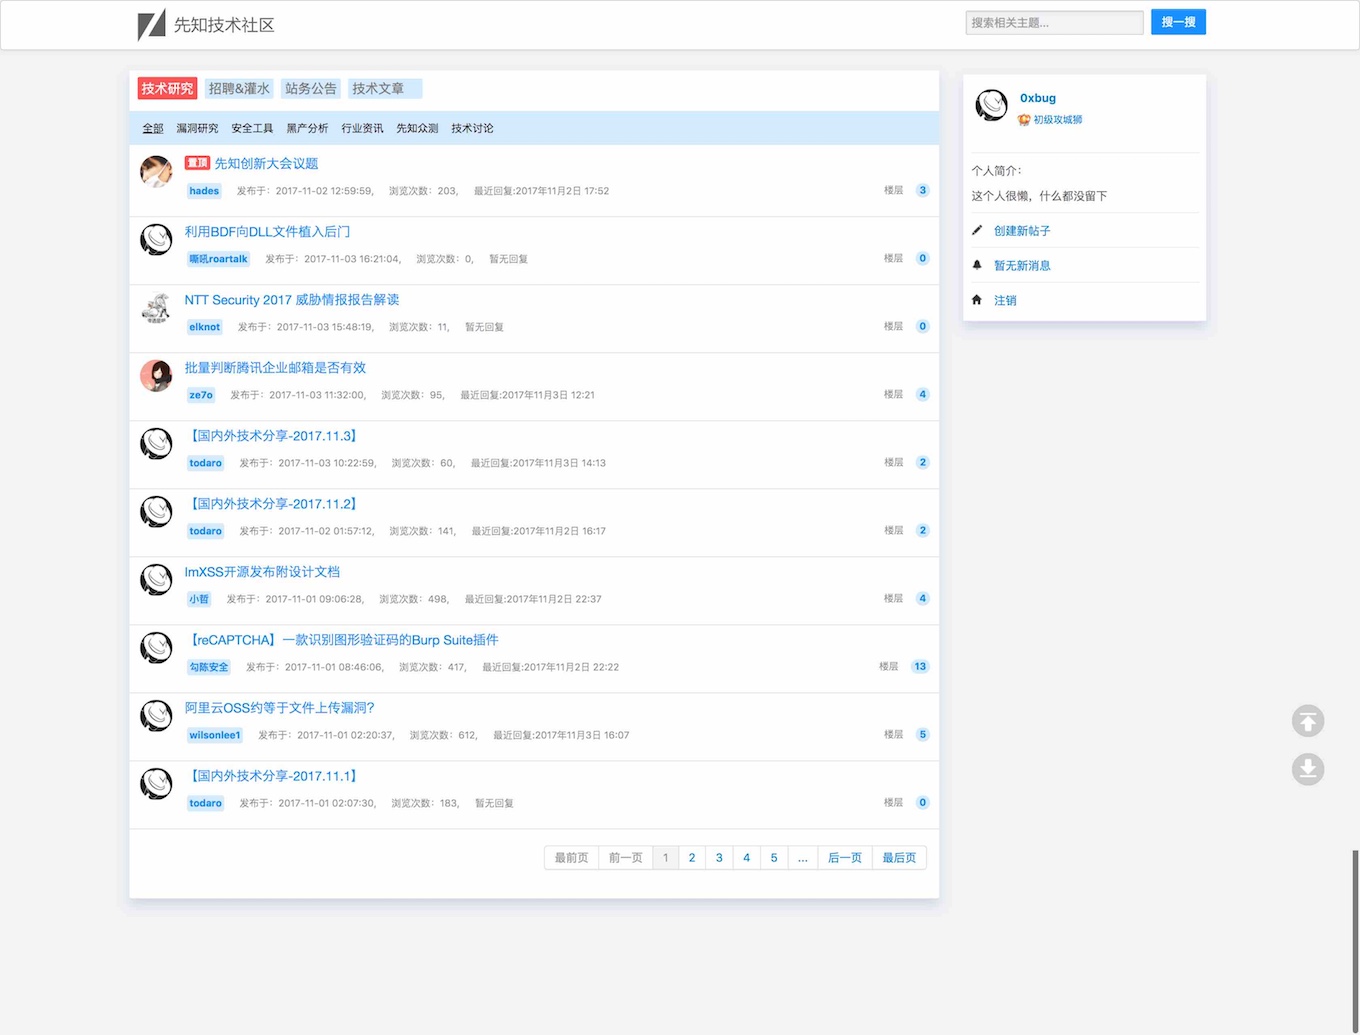 先知技术社区
搜索相关主题...
搜一搜
技术研究 招聘&灌水 站务公告 技术文章
全部 漏洞研究 安全工具 黑产分析 行业资讯 先知众测 技术讨论
置顶 先知创新大会议题
hades 发布于：2017-11-02 12:59:59, 浏览次数：203, 最近回复:2017年11月2日 17:52 楼层 3
利用BDF向DLL文件植入后门
嘶吼roartalk 发布于：2017-11-03 16:21:04, 浏览次数：0, 暂无回复 楼层 0
NTT Security 2017 威胁情报报告解读
elknot 发布于：2017-11-03 15:48:19, 浏览次数：11, 暂无回复 楼层 0
批量判断腾讯企业邮箱是否有效
ze7o 发布于：2017-11-03 11:32:00, 浏览次数：95, 最近回复:2017年11月3日 12:21 楼层 4
【国内外技术分享-2017.11.3】
todaro 发布于：2017-11-03 10:22:59, 浏览次数：60, 最近回复:2017年11月3日 14:13 楼层 2
【国内外技术分享-2017.11.2】
todaro 发布于：2017-11-02 01:57:12, 浏览次数：141, 最近回复:2017年11月2日 16:17 楼层 2
lmXSS开源发布附设计文档
小哲 发布于：2017-11-01 09:06:28, 浏览次数：498, 最近回复:2017年11月2日 22:37 楼层 4
【reCAPTCHA】一款识别图形验证码的Burp Suite插件
勾陈安全 发布于：2017-11-01 08:46:06, 浏览次数：417, 最近回复:2017年11月2日 22:22 楼层 13
阿里云OSS约等于文件上传漏洞?
wilsonlee1 发布于：2017-11-01 02:20:37, 浏览次数：612, 最近回复:2017年11月3日 16:07 楼层 5
【国内外技术分享-2017.11.1】
todaro 发布于：2017-11-01 02:07:30, 浏览次数：183, 暂无回复 楼层 0
最前页 前一页 1 2 3 4 5 ... 后一页 最后页
0xbug
初级攻城狮
个人简介：
这个人很懒，什么都没留下
创建新帖子
暂无新消息
注销